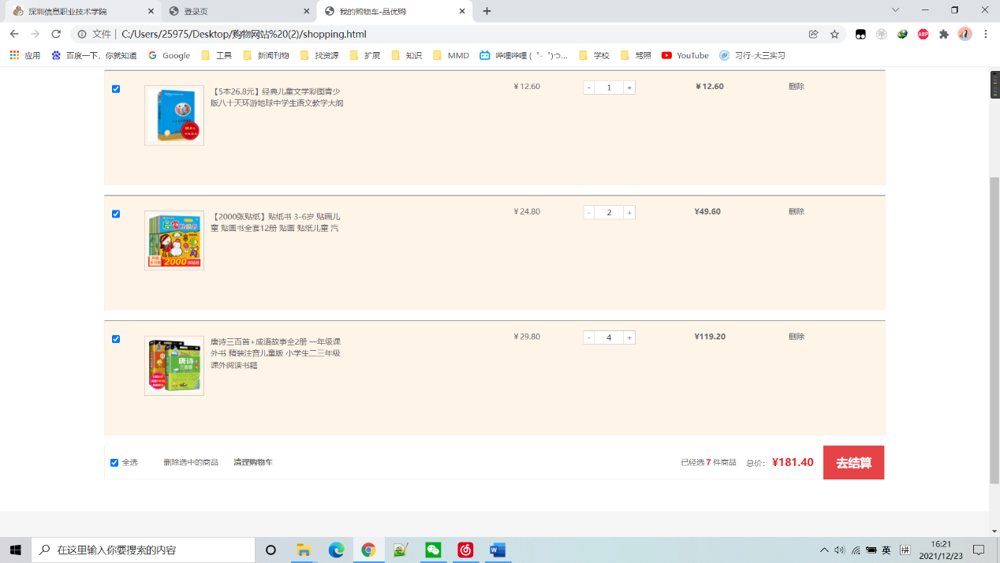 深圳信息职业技术学院
登录页
我的购物车-品优购
文件 | C:/Users/25975/Desktop/购物网站%20(2)/shopping.html
应用
百度一下，你就知道
Google
工具
新闻刊物
找资源
扩展
知识
MMD
哔哩哔哩 (゜-゜)つ...
学校
驾照
YouTube
习行-大三实习
【5本26.8元】经典儿童文学彩图青少
版八十天环游地球中学生语文教学大纲
¥ 12.60
- 1 +
¥ 12.60
删除
【2000张贴纸】贴纸书 3-6岁 贴画儿
童 贴画书全套12册 贴画 贴纸儿童 汽
2000
¥ 24.80
- 2 +
¥49.60
删除
唐诗三百首+成语故事全2册 一年级课
外书 精装注音儿童版 小学生二三年级
课外阅读书籍
唐诗
三百首
¥ 29.80
- 4 +
¥119.20
删除
全选
删除选中的商品
清理购物车
已经选 7 件商品
总价： ¥181.40
去结算
在这里输入你要搜索的内容
英
拼
16:21
2021/12/23